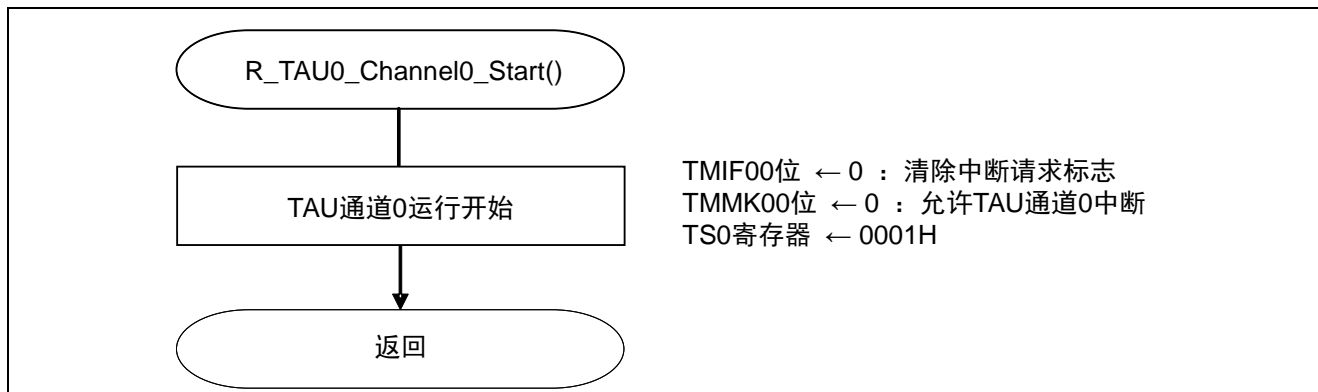 R_TAU0_Channel0_Start()
TAU通道0运行开始
TMIF00位 ← 0 ：清除中断请求标志
TMMK00位 ← 0 ：允许TAU通道0中断
TS0寄存器 ← 0001H
返回